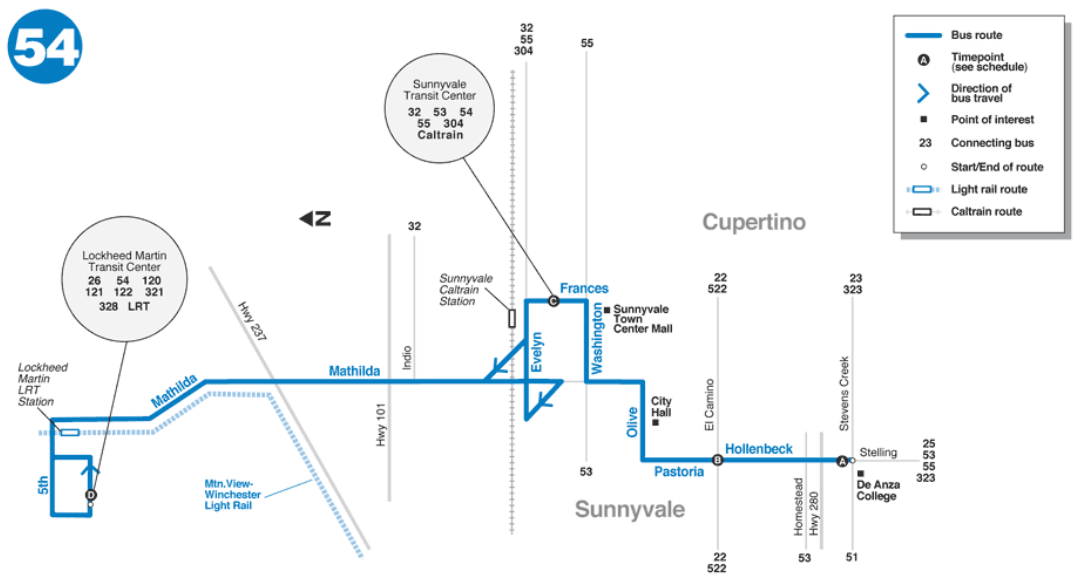 54
32
55
304
55
Sunnyvale
Transit Center
32 53 54
55 304
Caltrain
Bus route
A
Timepoint
(see schedule)
Direction of
bus travel
Point of interest
23
Connecting bus
Start/End of route
Light rail route
Caltrain route
N
Cupertino
Lockheed Martin
Transit Center
26 54 120
121 122 321
328 LRT
32
Sunnyvale
Caltrain
Station
Frances
C
22
522
23
323
Hwy 237
Sunnyvale
Town
Center Mall
Washington
Evelyn
Indio
Mathilda
Mathilda
Lockheed
Martin
LRT
Station
Hwy 101
Olive
City
Hall
El Camino
Stevens Creek
Hollenbeck
Pastoria
B
A
Stelling
25
53
55
323
De Anza
College
5th
D
Mtn.View-
Winchester
Light Rail
53
Sunnyvale
Homestead
Hwy 280
22
522
53
51